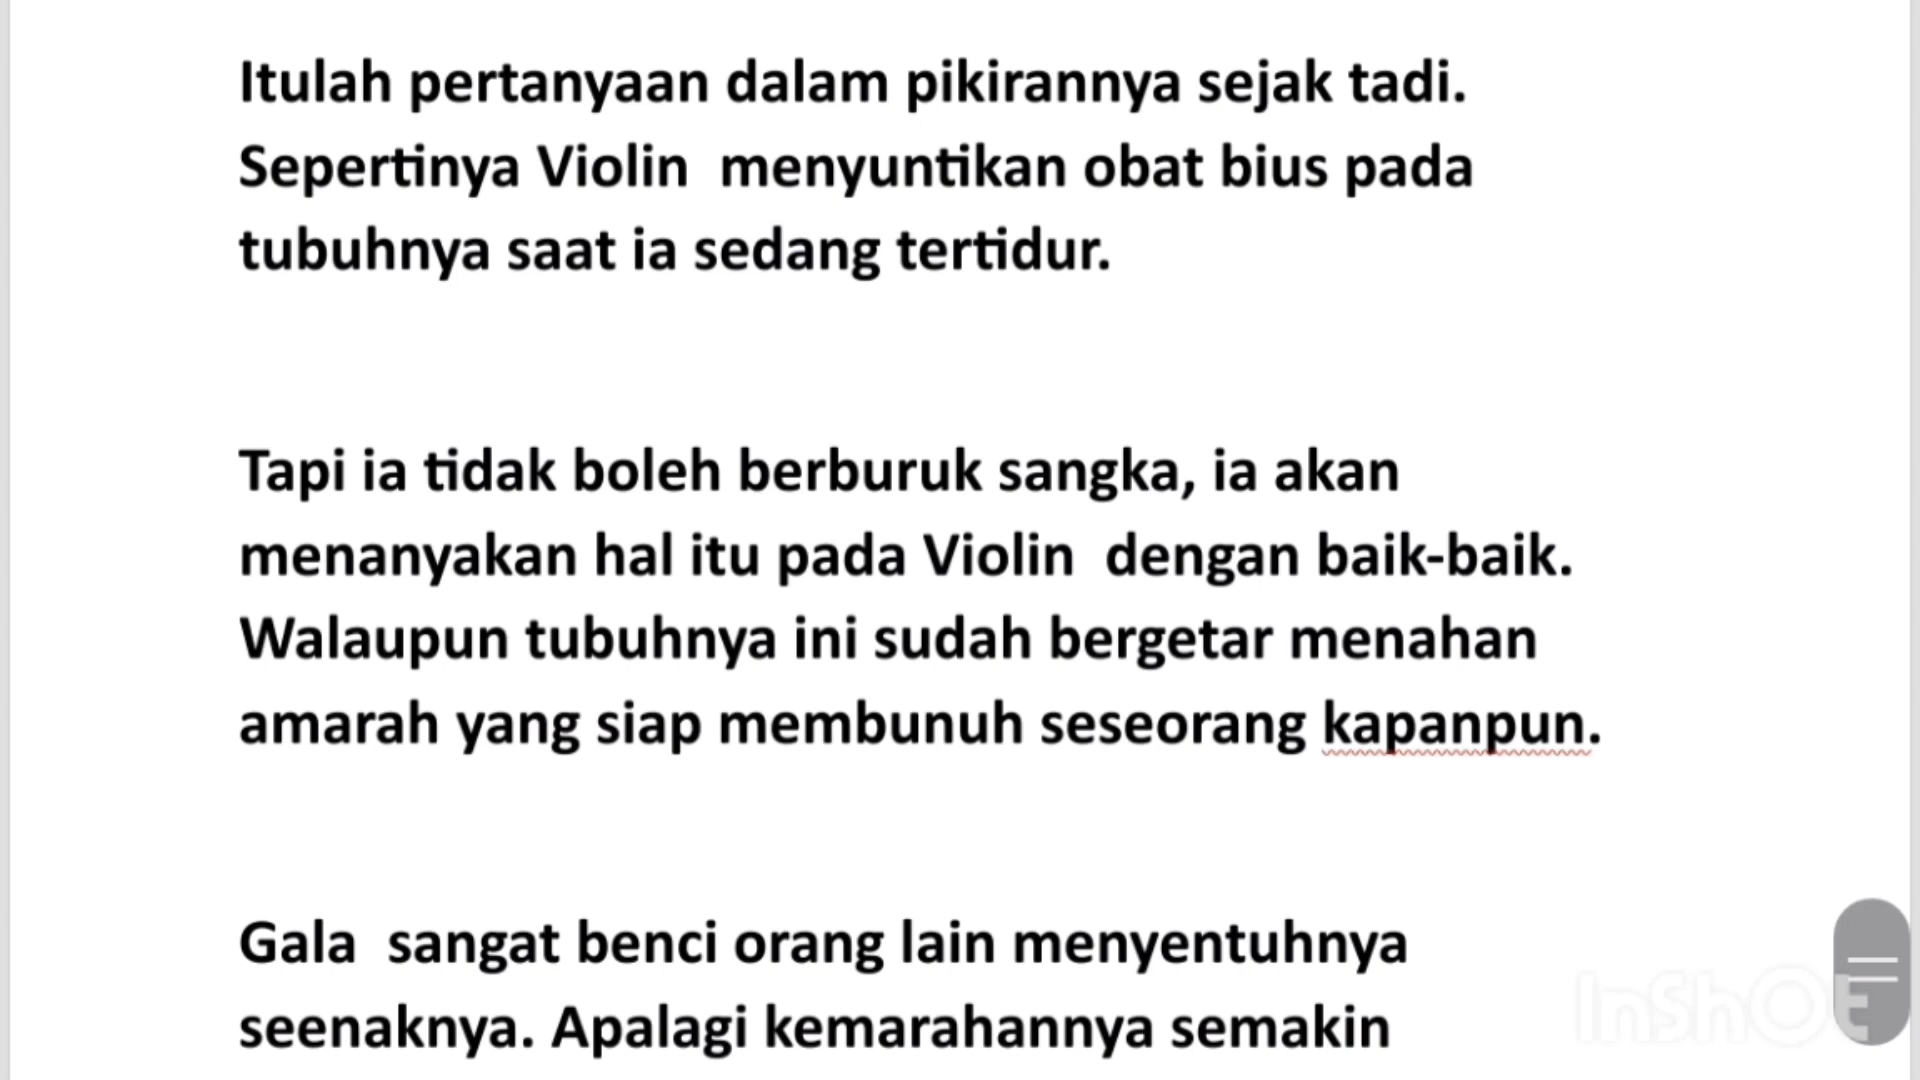 Itulah pertanyaan dalam pikirannya sejak tadi.
Sepertinya Violin  menyuntikan obat bius pada
tubuhnya saat ia sedang tertidur.
Tapi ia tidak boleh berburuk sangka, ia akan
menanyakan hal itu pada Violin  dengan baik-baik.
Walaupun tubuhnya ini sudah bergetar menahan
amarah yang siap membunuh seseorang kapanpun.
Gala  sangat benci orang lain menyentuhnya
seenaknya. Apalagi kemarahannya semakin
InShOt